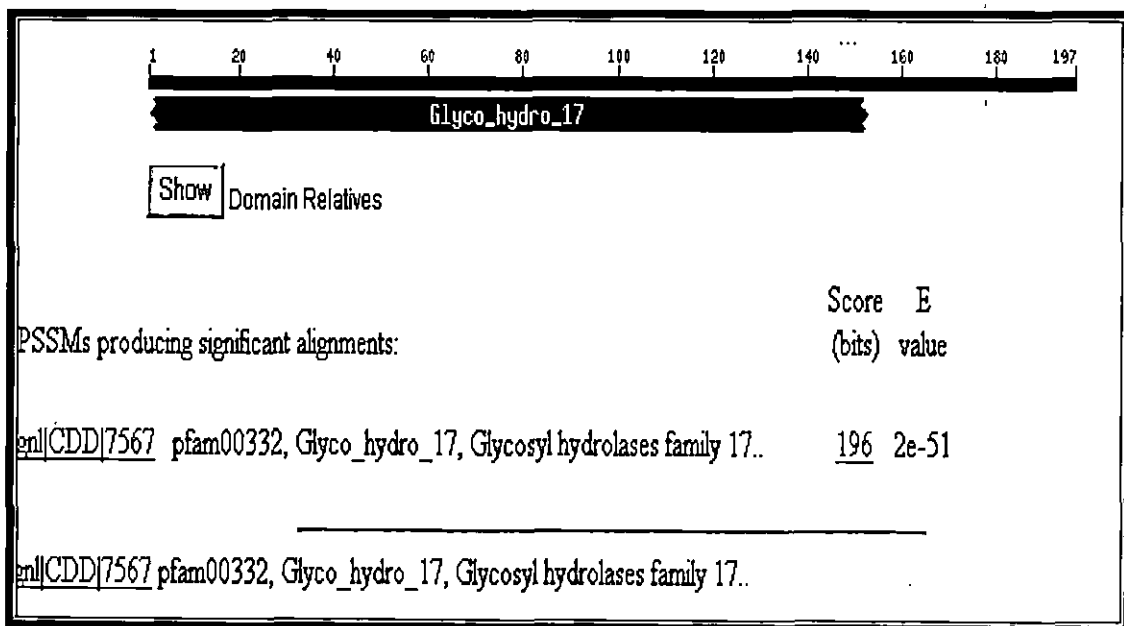 ...
1 20 40 60 80 100 120 140 160 180 197
Glyco_hydro_17
Show Domain Relatives
Score E
PSSMs producing significant alignments: (bits) value
gnl|CDD|7567 pfam00332, Glyco_hydro_17, Glycosyl hydrolases family 17.. 196 2e-51
gnl|CDD|7567 pfam00332, Glyco_hydro_17, Glycosyl hydrolases family 17..